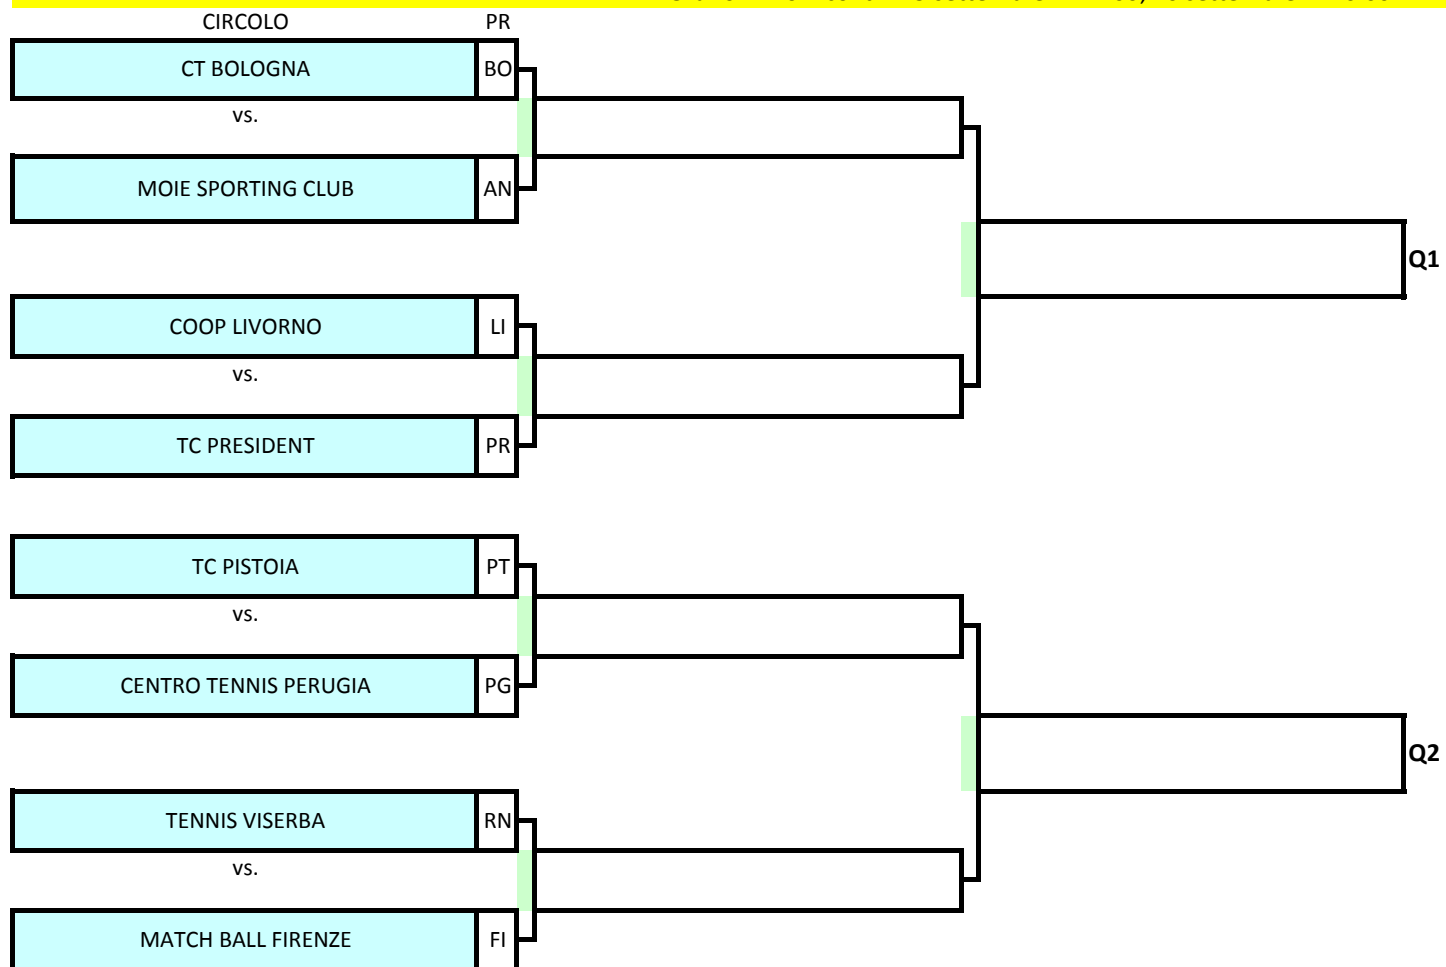 CIRCOLO PR
CT BOLOGNA BO
vs.
MOIE SPORTING CLUB AN
Q1
COOP LIVORNO LI
vs.
TC PRESIDENT PR
TC PISTOIA PT
vs.
CENTRO TENNIS PERUGIA PG
Q2
TENNIS VISERBA RN
vs.
MATCH BALL FIRENZE FI